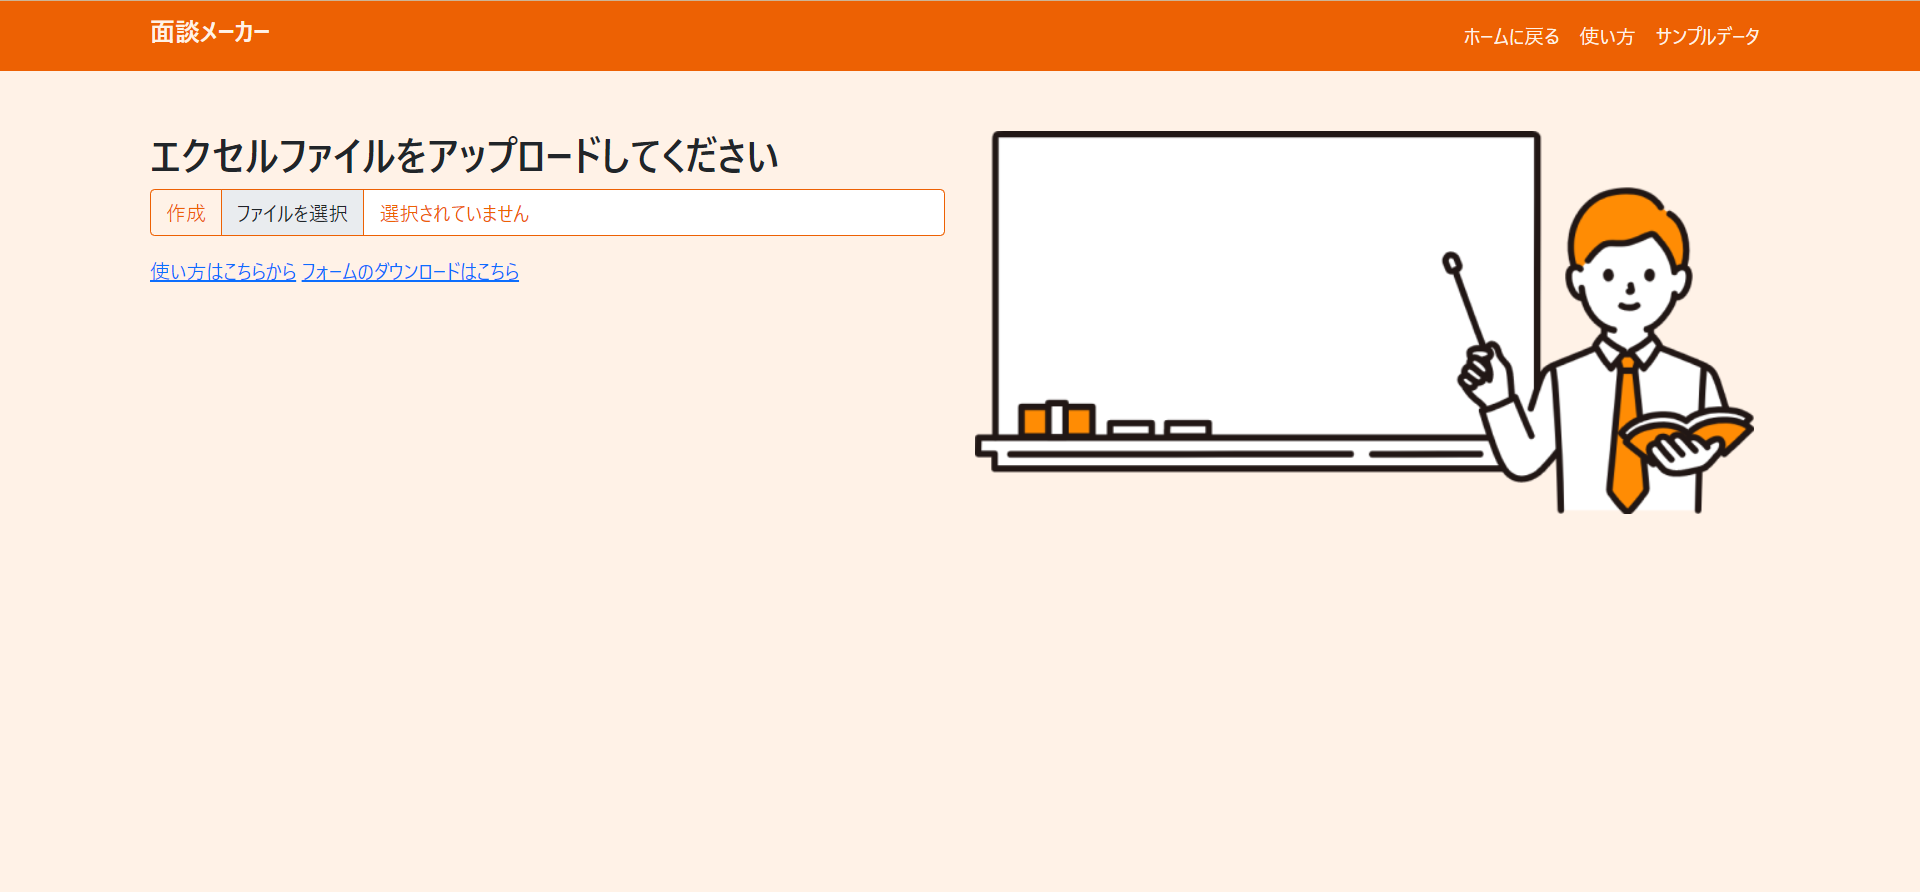 面談メーカー
ホームに戻る 使い方 サンプルデータ
エクセルファイルをアップロードしてください
作成 ファイルを選択 選択されていません
使い方はこちらから フォームのダウンロードはこちら